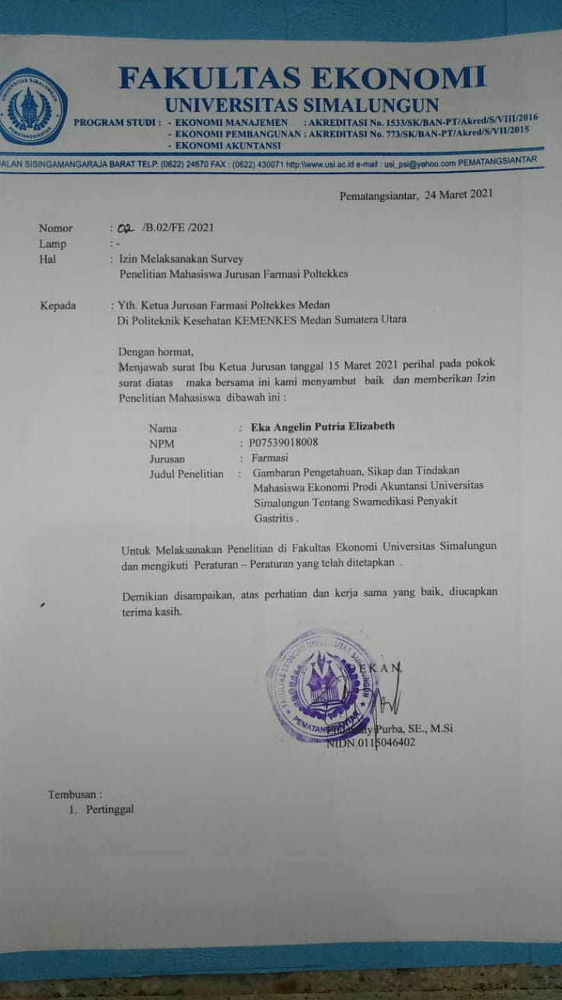 UNIVERSITAS SIMALUNGUN
PEMATANGSIANTAR
FAKULTAS EKONOMI
UNIVERSITAS SIMALUNGUN
PROGRAM STUDI : - EKONOMI MANAJEMEN : AKREDITASI No. 1533/SK/BAN-PT/Akred/S/VIII/2016
- EKONOMI PEMBANGUNAN : AKREDITASI No. 773/SK/BAN-PT/Akred/S/VII/2015
- EKONOMI AKUNTANSI
JALAN SISINGAMANGARAJA BARAT TELP. (0622) 24670 FAX : (0622) 430071 http:\\www.usi.ac.id e-mail : usi_psi@yahoo.com PEMATANGSIANTAR
Pematangsiantar, 24 Maret 2021
Nomor : 02 /B.02/FE /2021
Lamp : -
Hal : Izin Melaksanakan Survey
Penelitian Mahasiswa Jurusan Farmasi Poltekkes
Kepada : Yth. Ketua Jurusan Farmasi Poltekkes Medan
Di Politeknik Kesehatan KEMENKES Medan Sumatera Utara
Dengan hormat,
Menjawab surat Ibu Ketua Jurusan tanggal 15 Maret 2021 perihal pada pokok
surat diatas maka bersama ini kami menyambut baik dan memberikan Izin
Penelitian Mahasiswa dibawah ini :
Nama : Eka Angelin Putria Elizabeth
NPM : P07539018008
Jurusan : Farmasi
Judul Penelitian : Gambaran Pengetahuan, Sikap dan Tindakan
Mahasiswa Ekonomi Prodi Akuntansi Universitas
Simalungun Tentang Swamedikasi Penyakit
Gastritis .
Untuk Melaksanakan Penelitian di Fakultas Ekonomi Universitas Simalungun
dan mengikuti Peraturan – Peraturan yang telah ditetapkan .
Demikian disampaikan, atas perhatian dan kerja sama yang baik, diucapkan
terima kasih.
FAKULTAS EKONOMI UNIVERSITAS SIMALUNGUN
PEMATANGSIANTAR
DEKAN,
Purba, SE., M.Si
NIDN.0115046402
Tembusan :
1. Pertinggal